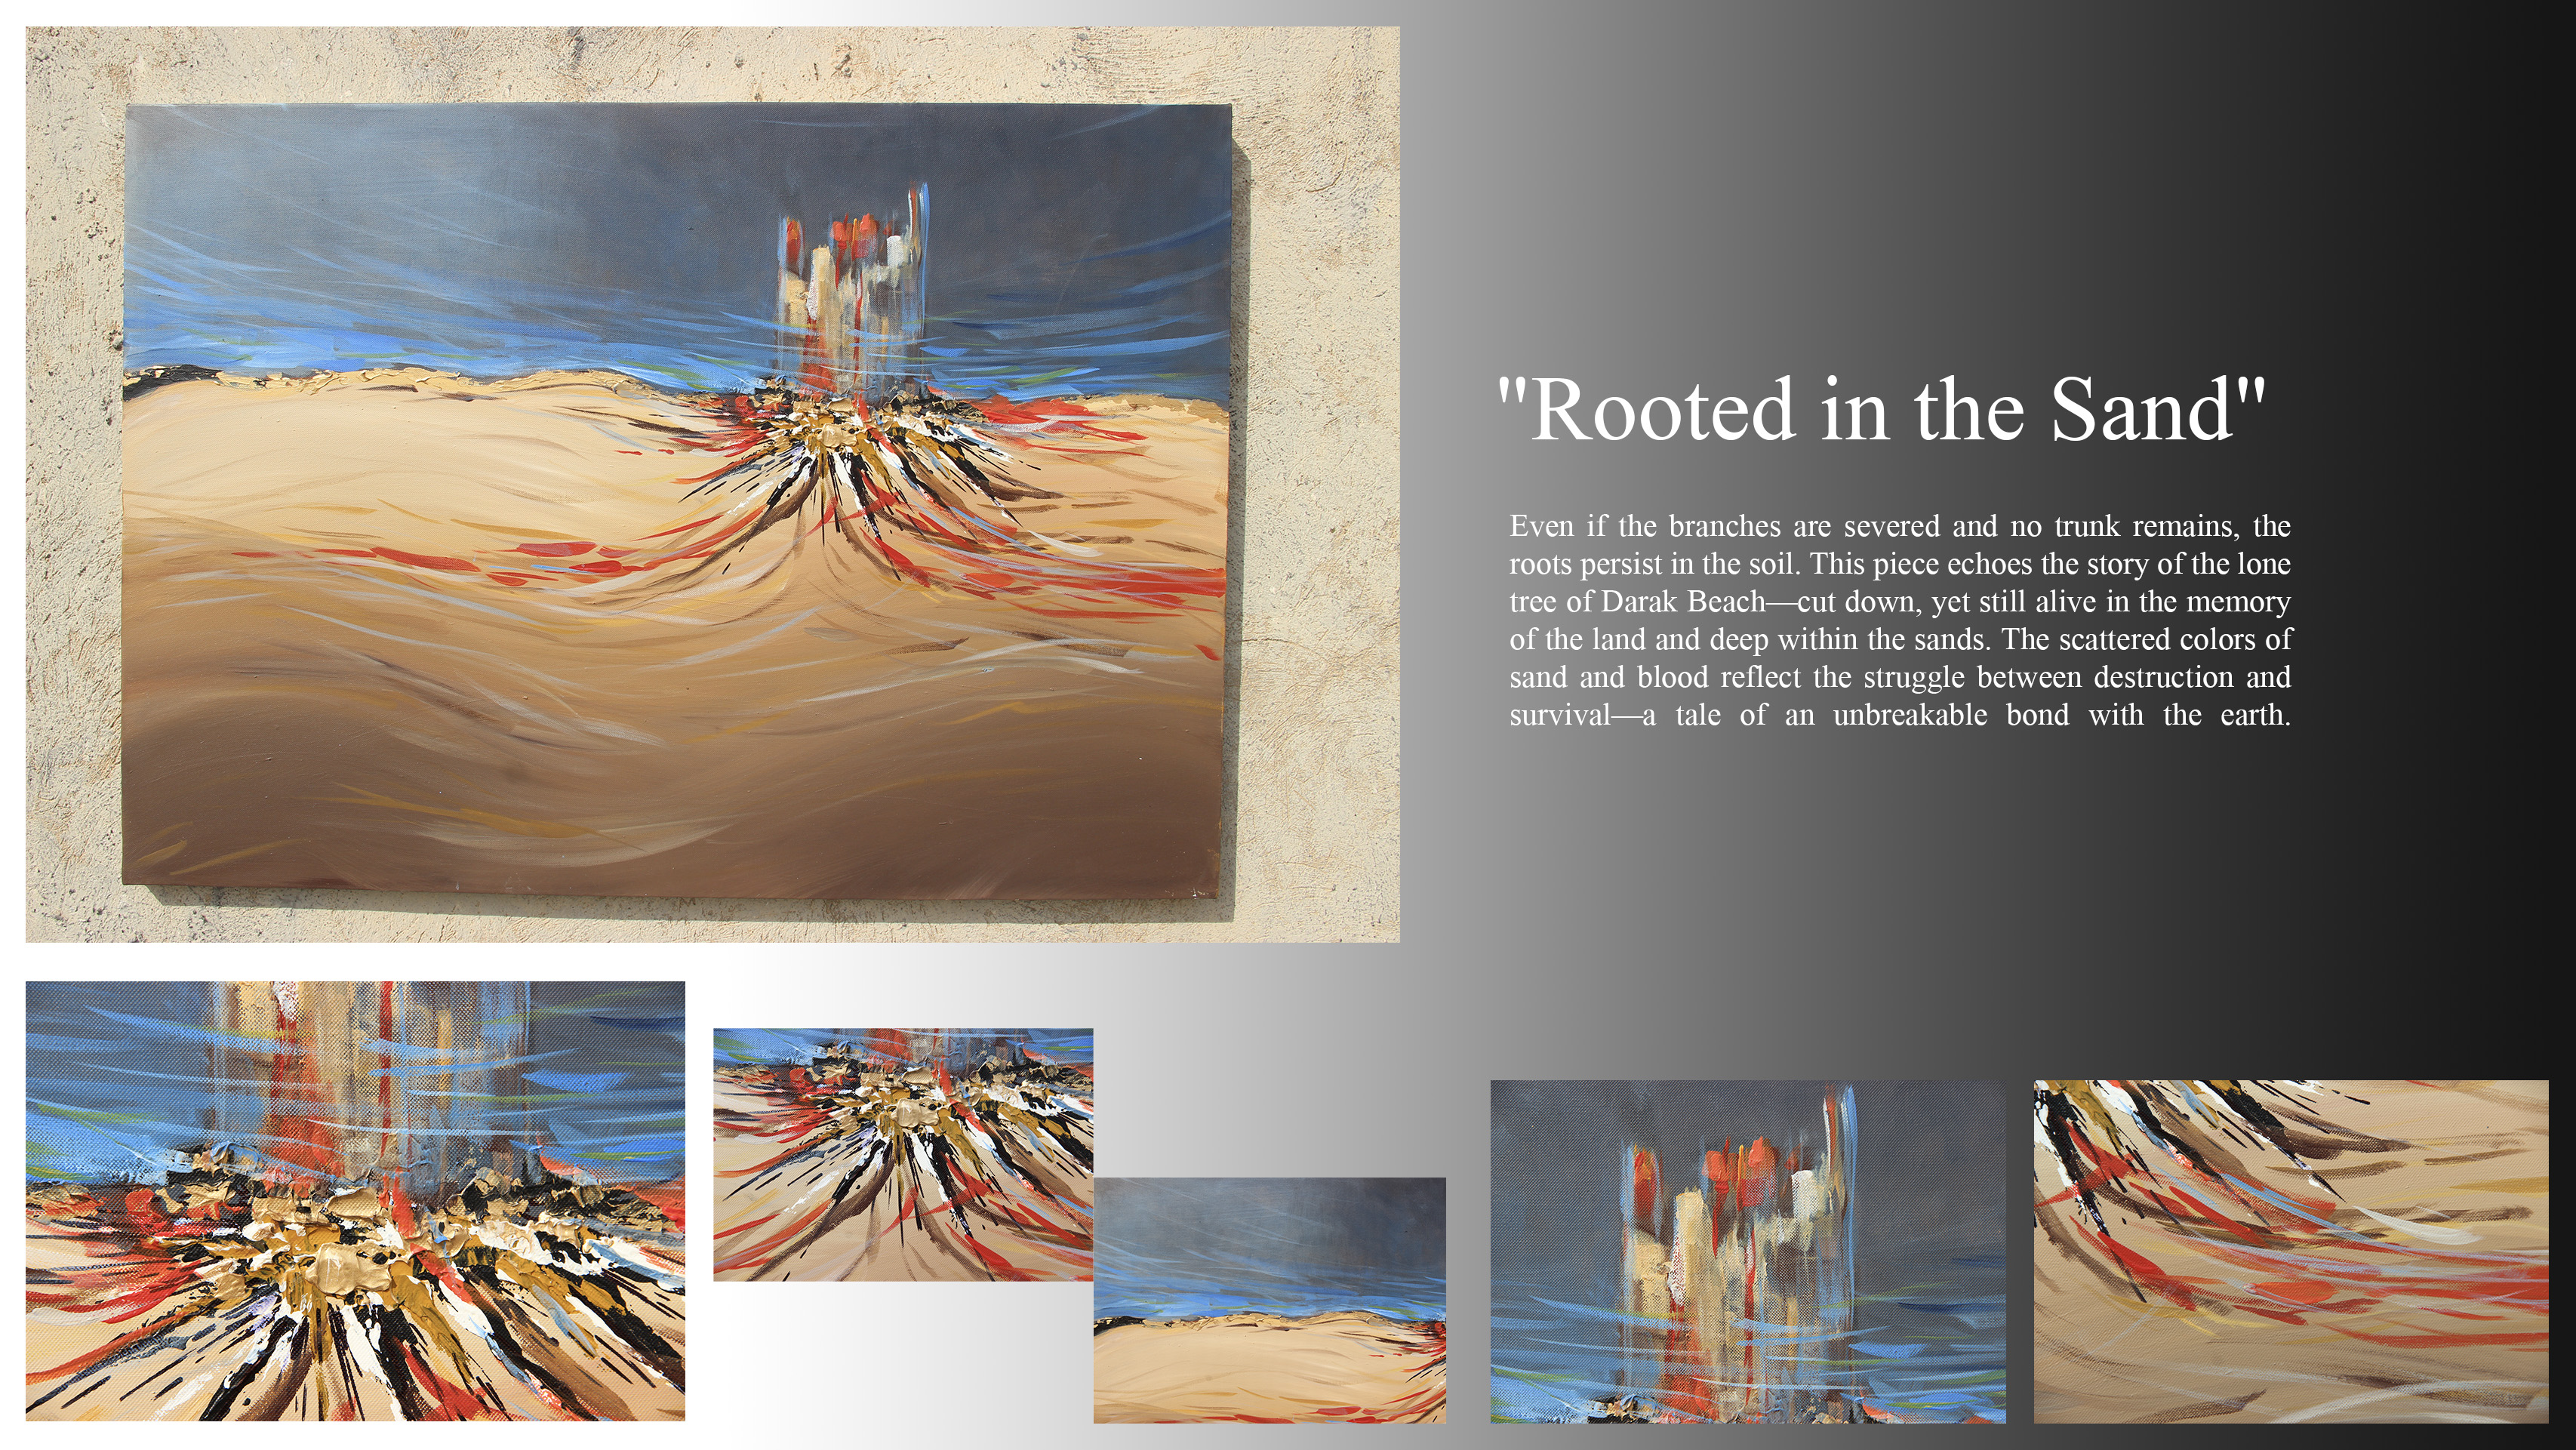 "Rooted in the Sand"
Even if the branches are severed and no trunk remains, the
roots persist in the soil. This piece echoes the story of the lone
tree of Darak Beach—cut down, yet still alive in the memory
of the land and deep within the sands. The scattered colors of
sand and blood reflect the struggle between destruction and
survival—a tale of an unbreakable bond with the earth.